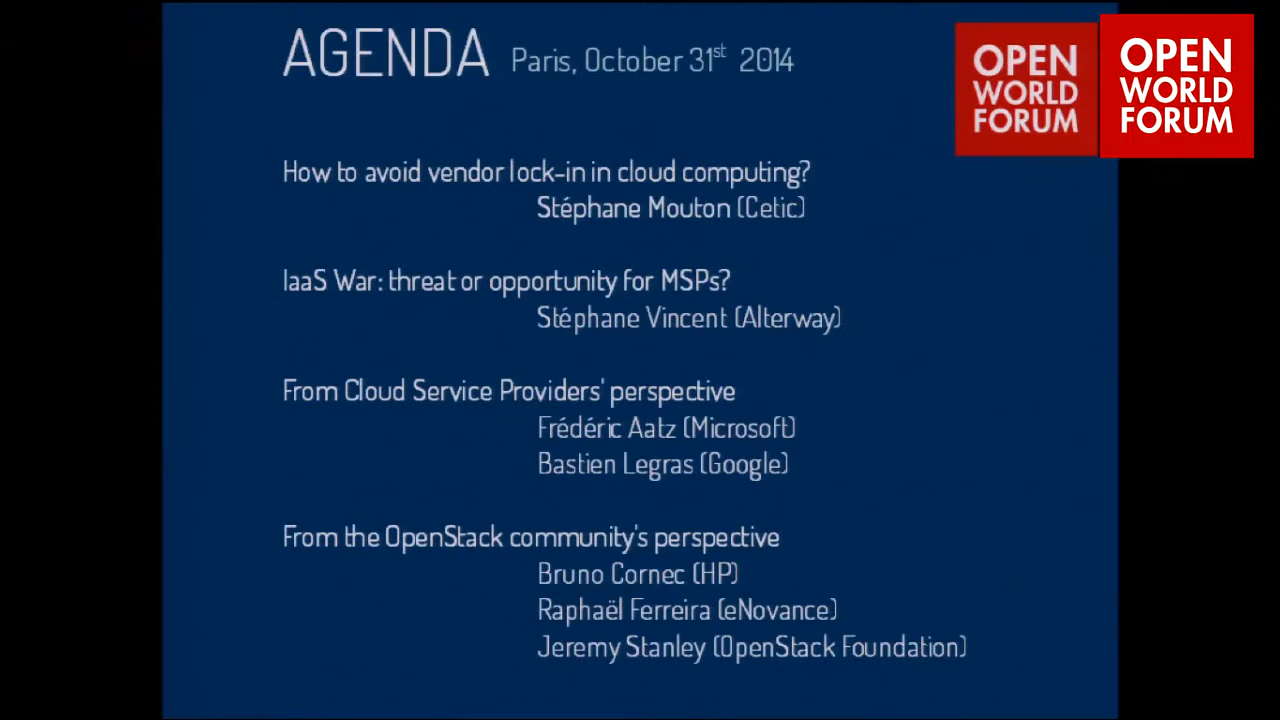 AGENDA Paris, October 31st 2014
OPEN
WORLD
FORUM
OPEN
WORLD
FORUM
How to avoid vendor lock-in in cloud computing?
Stéphane Mouton (Cetic)
IaaS War: threat or opportunity for MSPs?
Stéphane Vincent (Alterway)
From Cloud Service Providers' perspective
Frédéric Aatz (Microsoft)
Bastien Legras (Google)
From the OpenStack community's perspective
Bruno Cornec (HP)
Raphaël Ferreira (eNovance)
Jeremy Stanley (OpenStack Foundation)